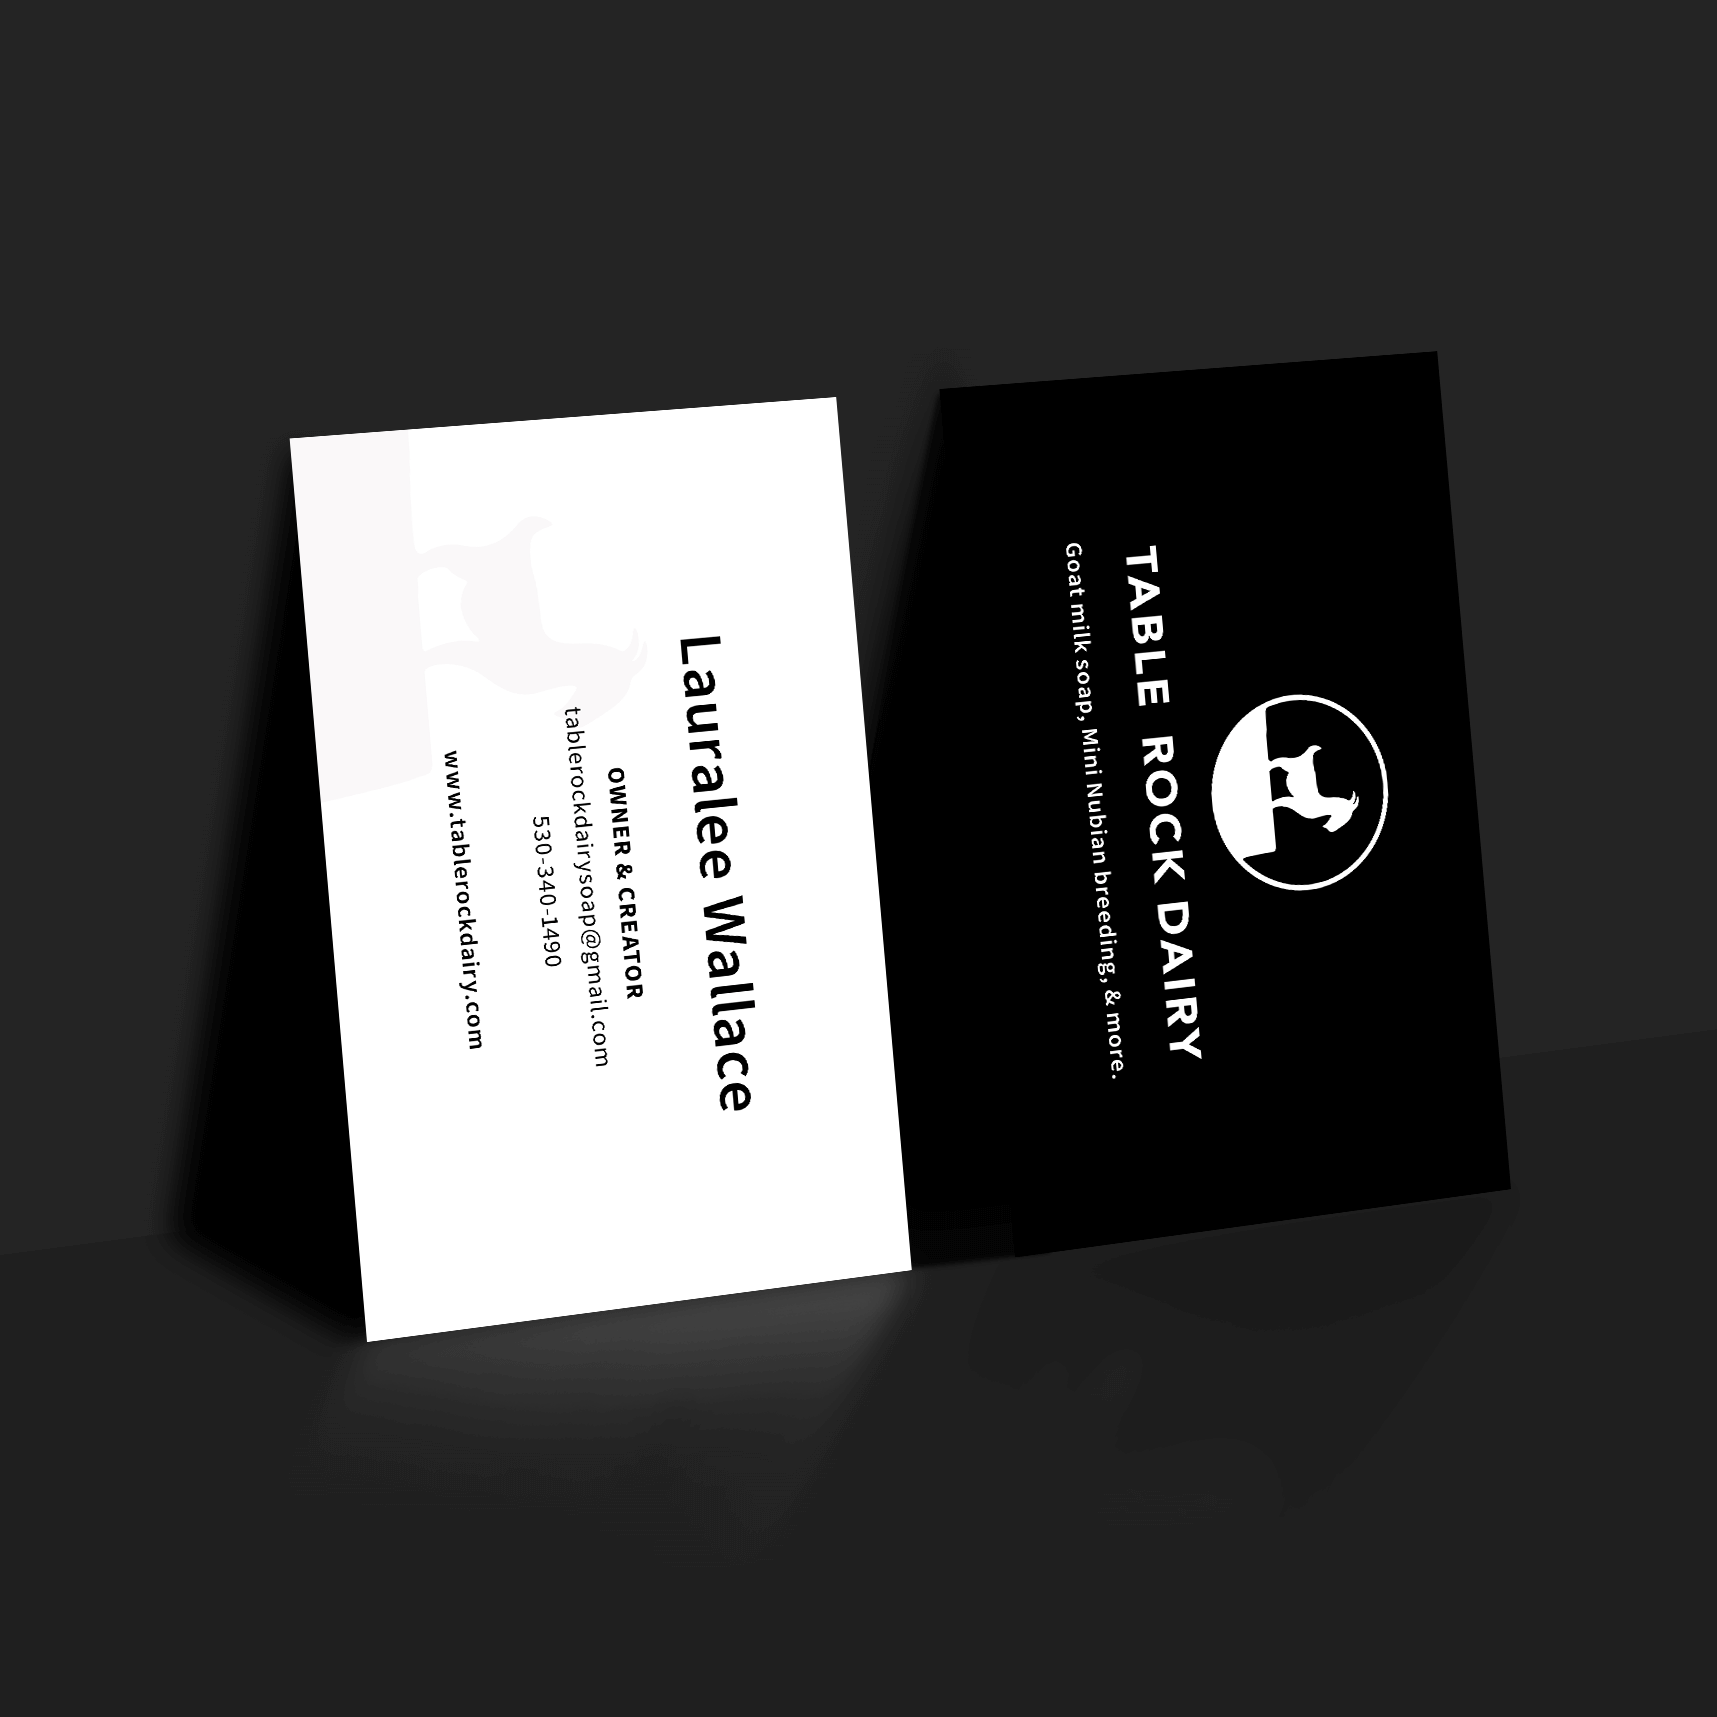 Lauralee Wallace
OWNER & CREATOR
tablerockdairysoap@gmail.com
530-340-1490
www.tablerockdairy.com
TABLE ROCK DAIRY
Goat milk soap, Mini Nubian breeding, & more.